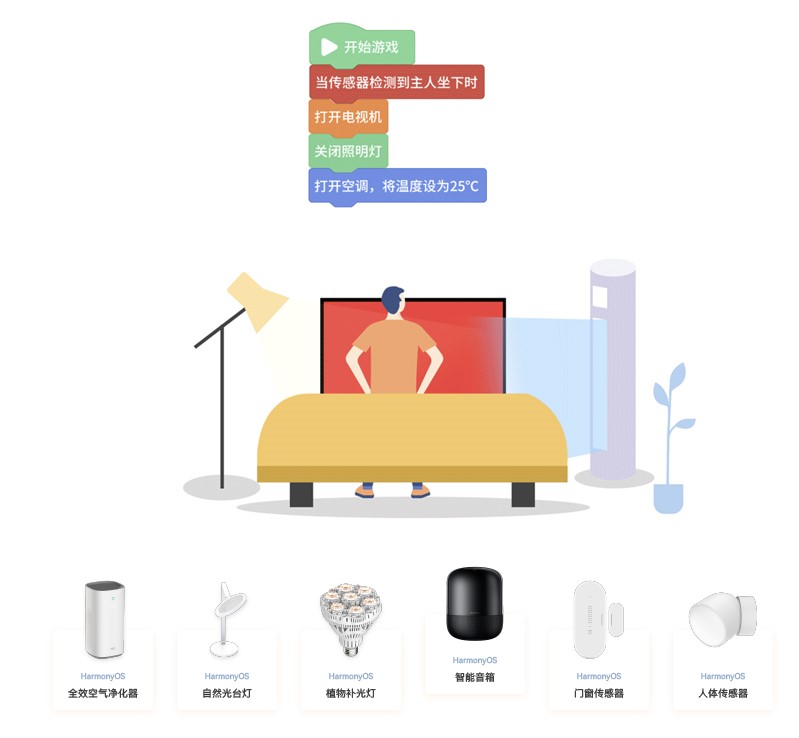 开始游戏
当传感器检测到主人坐下时
打开电视机
关闭照明灯
打开空调，将温度设为25℃
HarmonyOS
全效空气净化器
HarmonyOS
自然光台灯
HarmonyOS
植物补光灯
HarmonyOS
智能音箱
HarmonyOS
门窗传感器
HarmonyOS
人体传感器